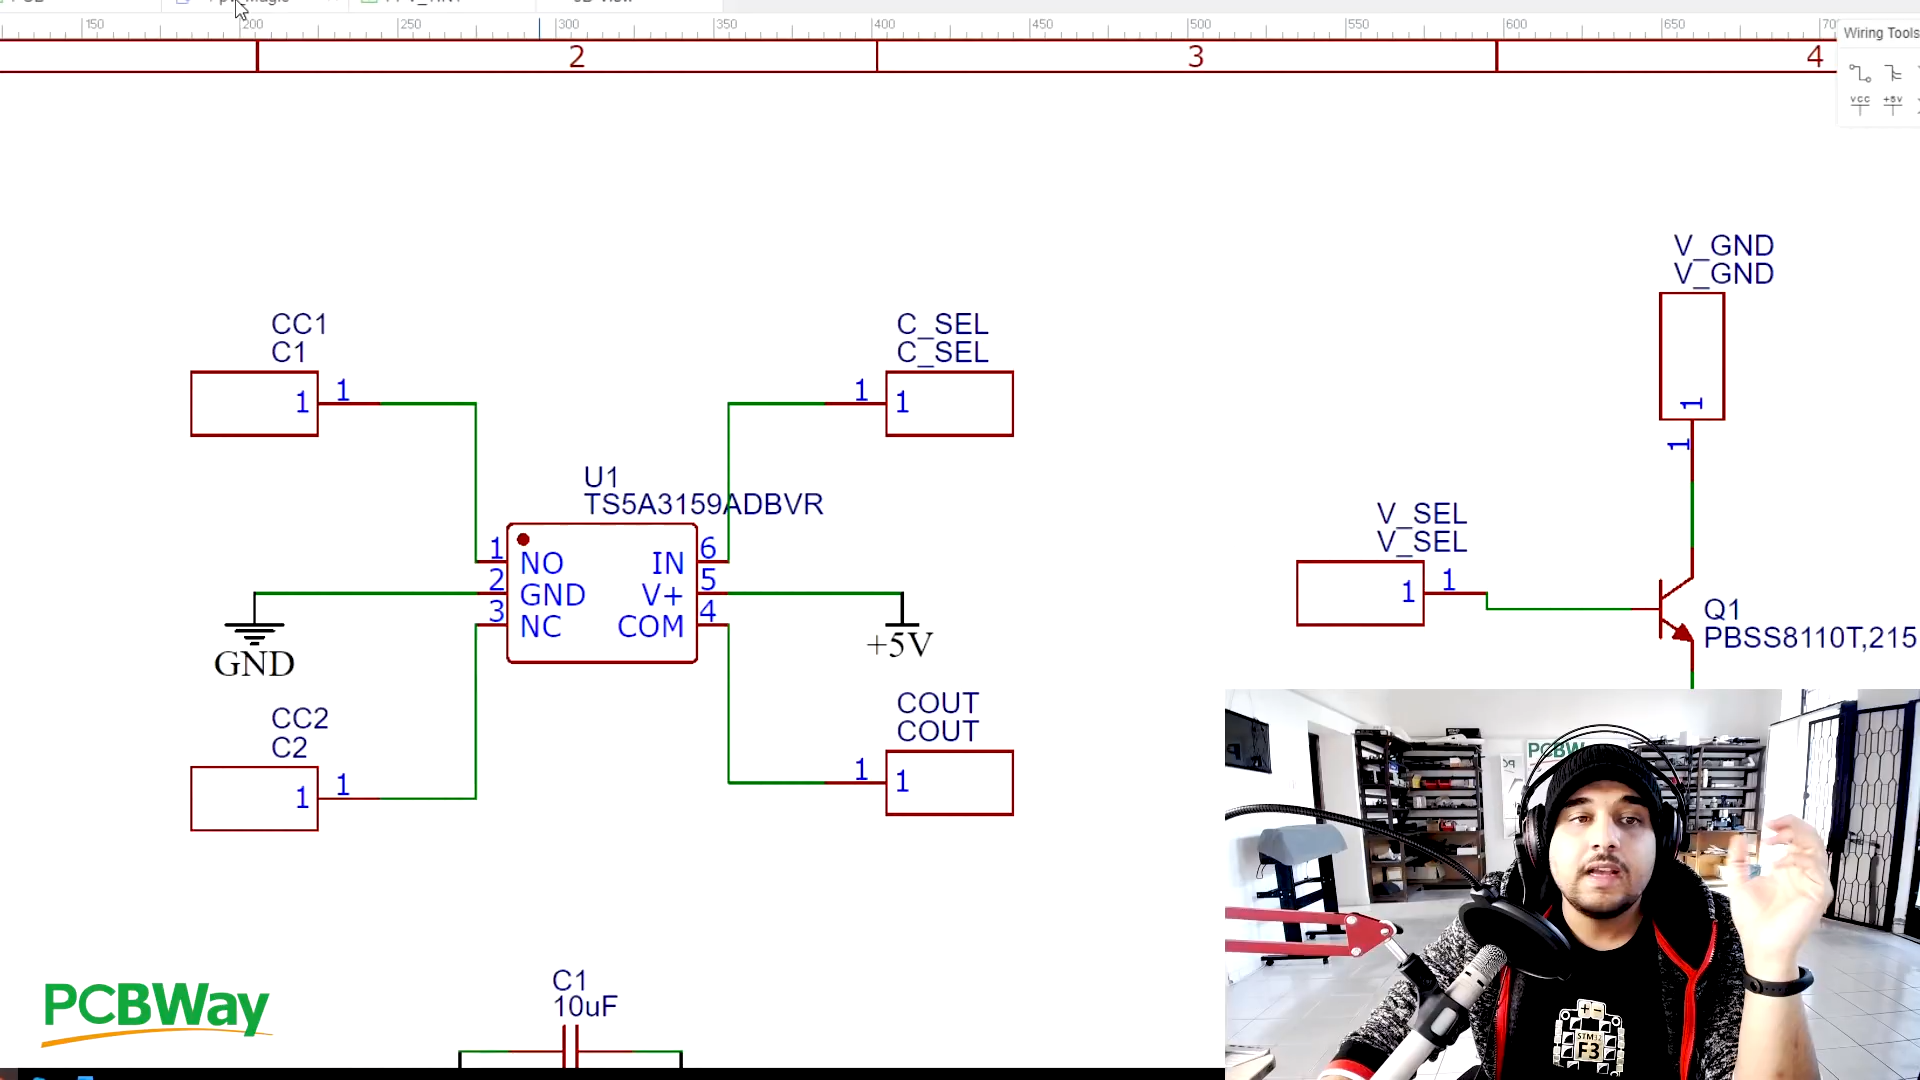 150
200
250
300
350
400
450
500
550
600
650
Wiring Tools
2
3
4
VCC
+5V
V_GND
V_GND
1
1
CC1
C1
1
1
C_SEL
C_SEL
1
1
U1
TS5A3159ADBVR
1
NO
IN
6
2
GND
V+
5
3
NC
COM
4
GND
+5V
V_SEL
V_SEL
1
1
Q1
PBSS8110T,215
CC2
C2
1
1
COUT
COUT
1
1
C1
10uF
PCBWay
PCBWay
STM32
F3